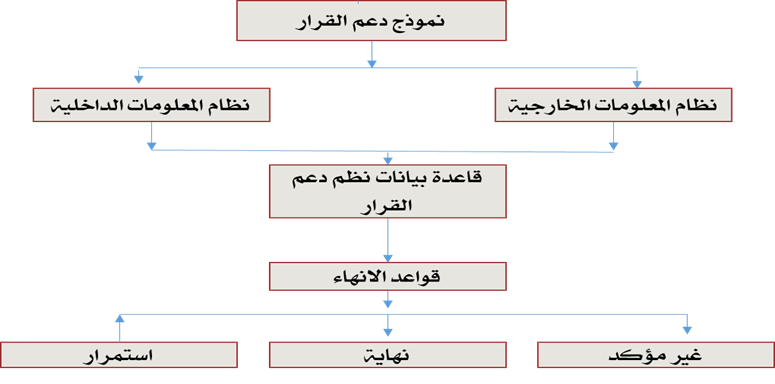 نموذج دعم القرار
نظام المعلومات الخارجية
نظام المعلومات الداخلية
قاعدة بيانات نظم دعم
القرار
قواعد الانهاء
غير مؤكد
نهاية
استمرار